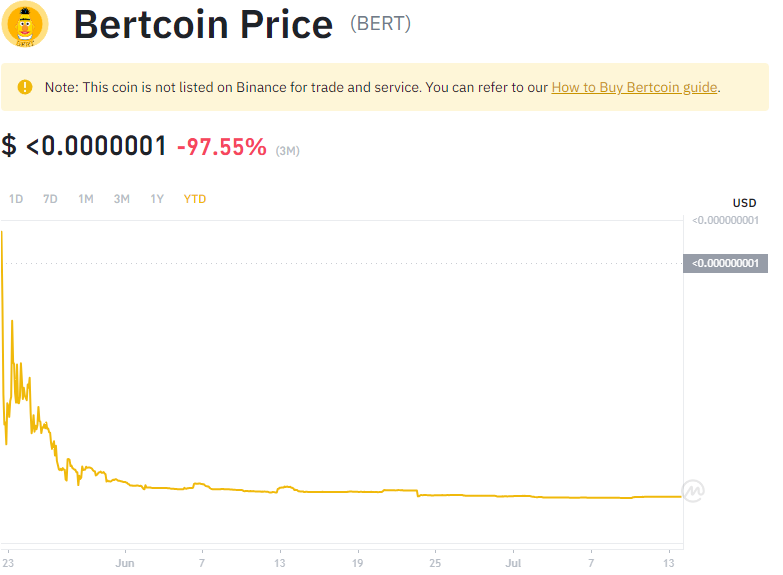 BERT
Bertcoin Price (BERT)
Note: This coin is not listed on Binance for trade and service. You can refer to our How to Buy Bertcoin guide.
$ <0.0000001 -97.55% (3M)
1D 7D 1M 3M 1Y YTD
USD
<0.000000001
<0.000000001
23 Jun 7 13 19 25 Jul 7 13